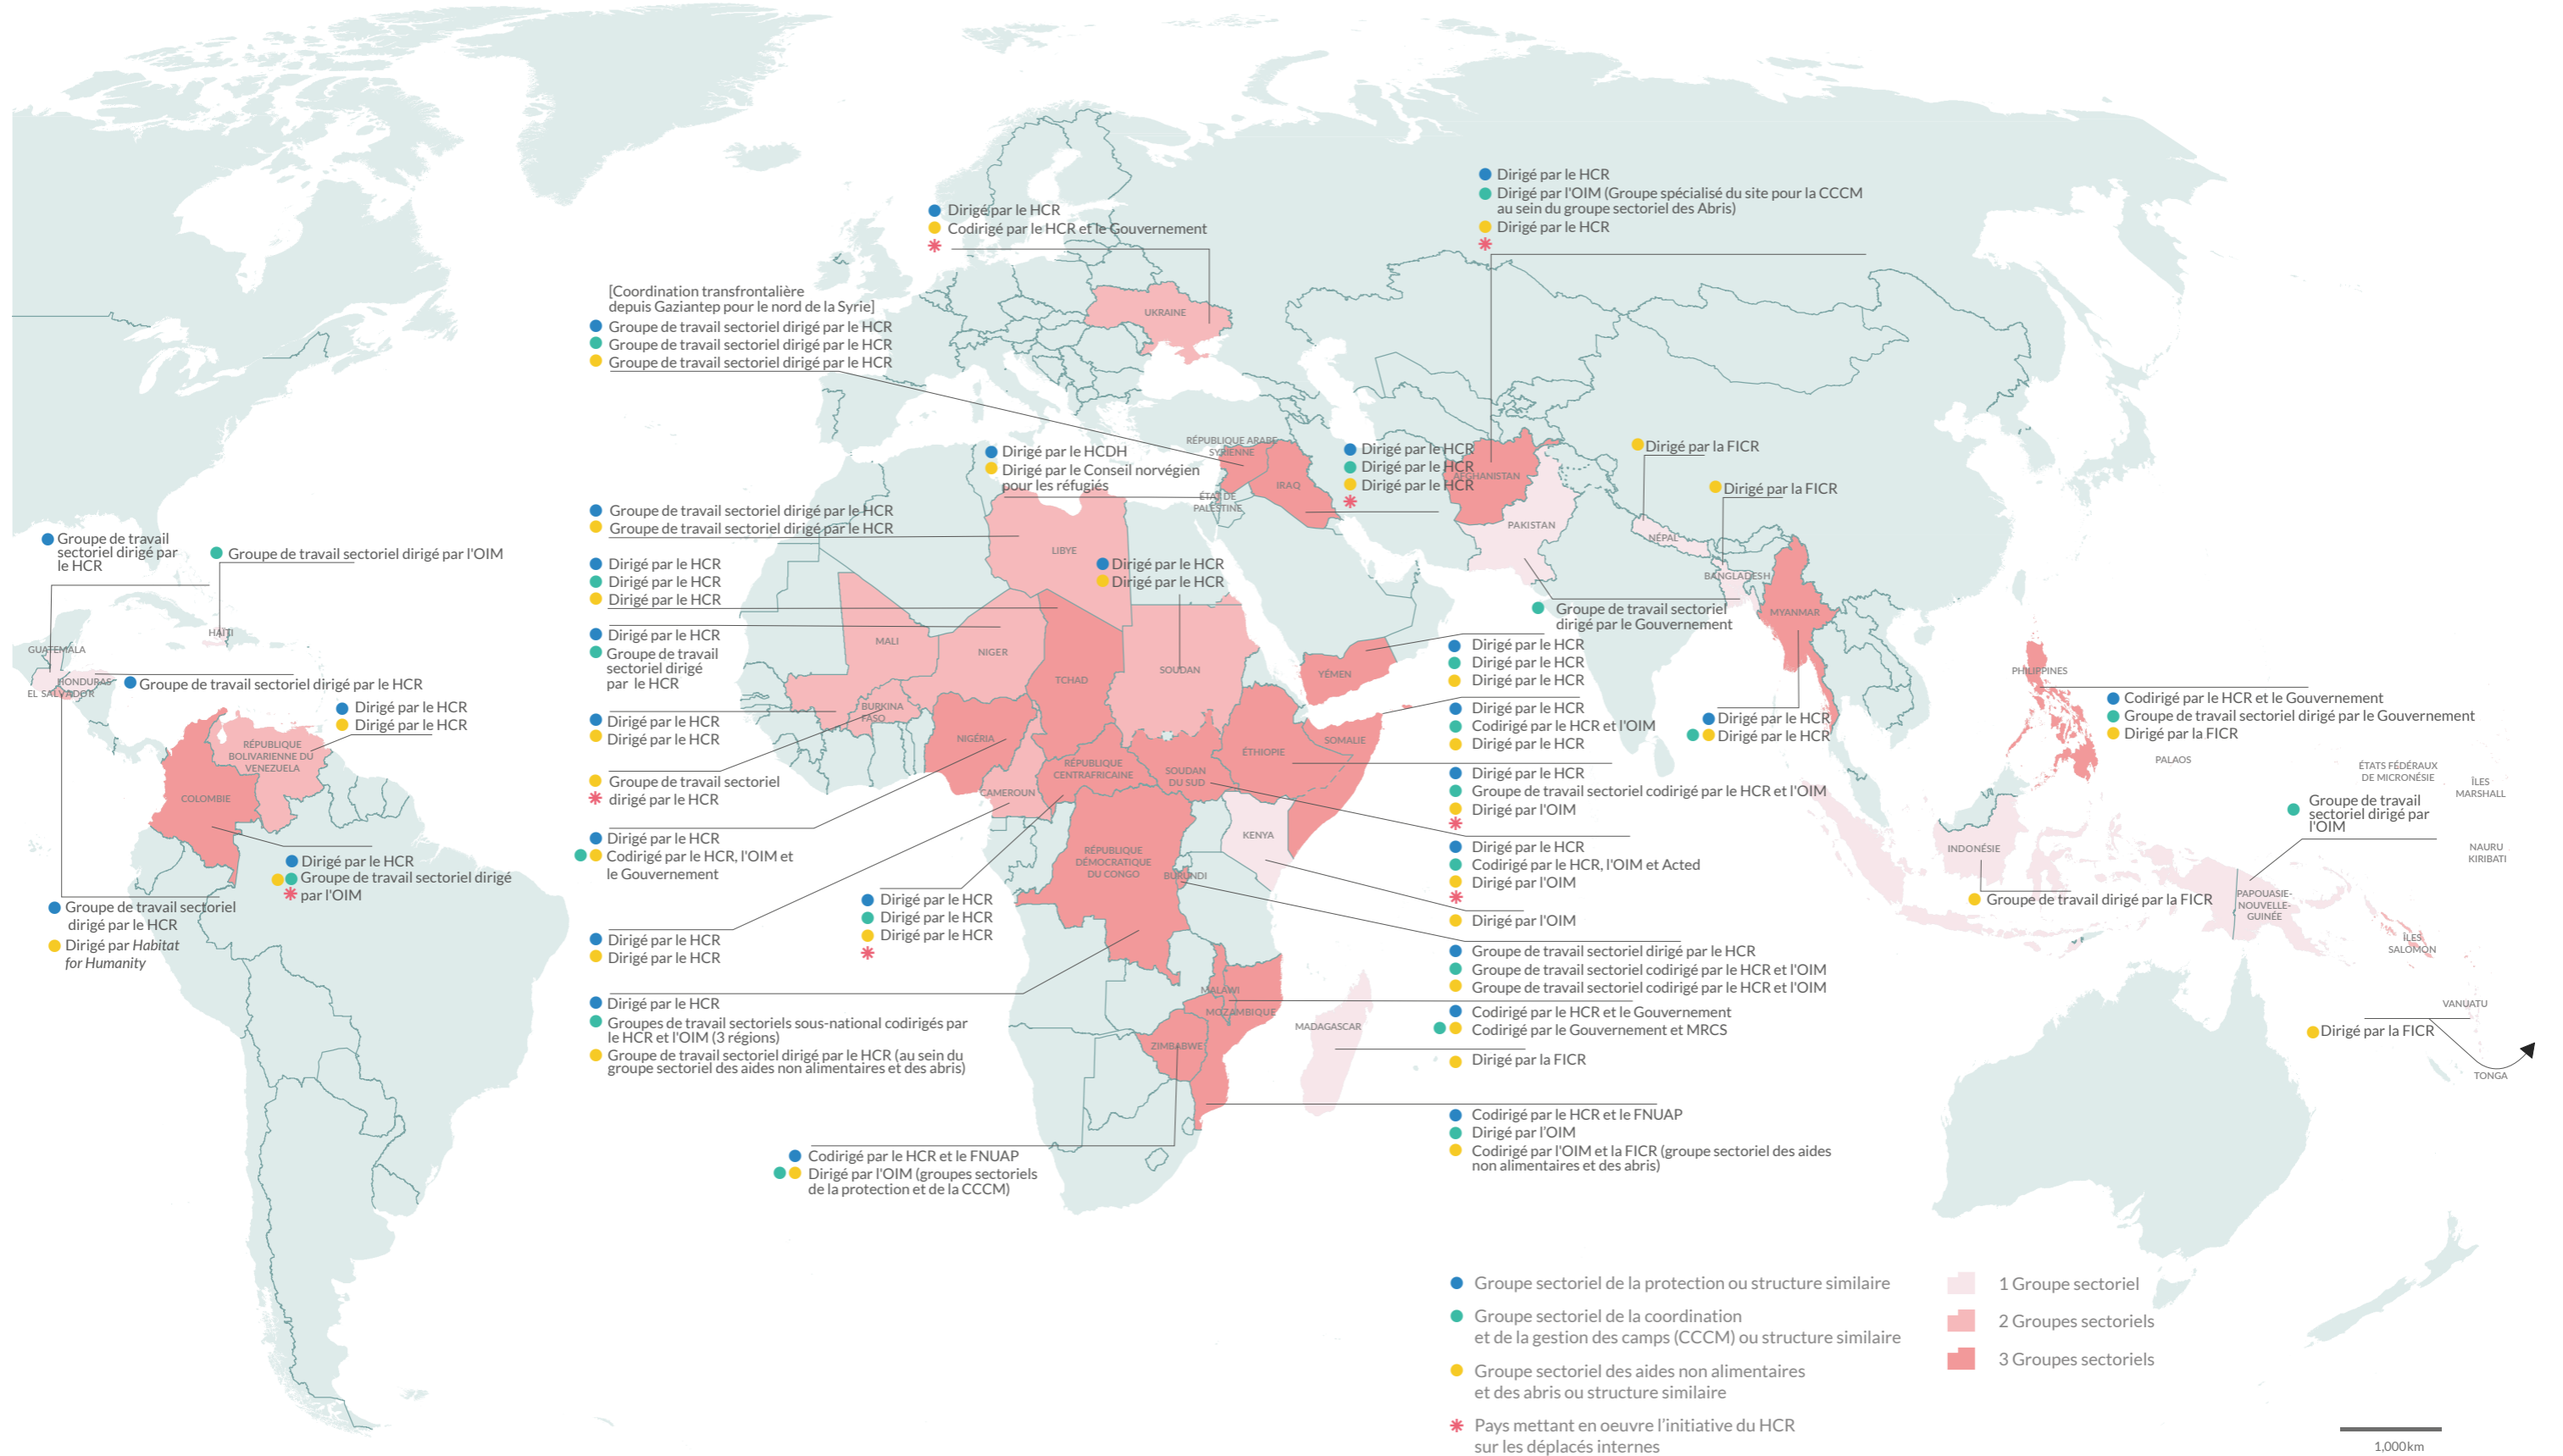 Dirigé par le HCR
Dirigé par l'OIM (Groupe spécialisé du site pour la CCCM
au sein du groupe sectoriel des Abris)
Dirigé par le HCR
Dirigé par le HCR
Codirigé par le HCR et le Gouvernement
[Coordination transfrontalière
depuis Gaziantep pour le nord de la Syrie]
Groupe de travail sectoriel dirigé par le HCR
Groupe de travail sectoriel dirigé par le HCR
Groupe de travail sectoriel dirigé par le HCR
UKRAINE
RÉPUBLIQUE ARABE
SYRIENNE
IRAQ
ÉTAT DE
PALESTINE
Dirigé par le HCDH
Dirigé par le Conseil norvégien
pour les réfugiés
Dirigé par le HCR
Dirigé par le HCR
Dirigé par le HCR
AFGHANISTAN
PAKISTAN
Dirigé par la FICR
Dirigé par la FICR
NÉPAL
BANGLADESH
MYANMAR
Groupe de travail sectoriel
dirigé par le Gouvernement
Groupe de travail sectoriel dirigé par le HCR
Groupe de travail sectoriel dirigé par le HCR
LIBYE
Dirigé par le HCR
Dirigé par le HCR
Dirigé par le HCR
Dirigé par le HCR
Dirigé par le HCR
Dirigé par le HCR
Groupe de travail
sectoriel dirigé
par le HCR
MALI
NIGER
TCHAD
SOUDAN
BURKINA
FASO
NIGÉRIA
Dirigé par le HCR
Dirigé par le HCR
Groupe de travail sectoriel
dirigé par le HCR
Dirigé par le HCR
Codirigé par le HCR, l'OIM et
le Gouvernement
Groupe de travail
sectoriel dirigé par
le HCR
Groupe de travail sectoriel dirigé par l'OIM
HAÏTI
GUATEMALA
HONDURAS
EL SALVADOR
Groupe de travail sectoriel dirigé par le HCR
Dirigé par le HCR
Dirigé par le HCR
RÉPUBLIQUE
BOLIVARIENNE DU
VENEZUELA
COLOMBIE
Dirigé par le HCR
Groupe de travail sectoriel dirigé
par l'OIM
Groupe de travail sectoriel
dirigé par le HCR
Dirigé par Habitat
for Humanity
CAMEROUN
RÉPUBLIQUE
CENTRAFRICAINE
SOUDAN
DU SUD
ÉTHIOPIE
SOMALIE
YÉMEN
KENYA
RÉPUBLIQUE
DÉMOCRATIQUE
DU CONGO
BURUNDI
Dirigé par le HCR
Dirigé par le HCR
Dirigé par le HCR
Dirigé par le HCR
Dirigé par le HCR
Dirigé par le HCR
Groupes de travail sectoriels sous-national codirigés par
le HCR et l'OIM (3 régions)
Groupe de travail sectoriel dirigé par le HCR (au sein du
groupe sectoriel des aides non alimentaires et des abris)
Dirigé par le HCR
Dirigé par le HCR
Dirigé par le HCR
Dirigé par le HCR
Codirigé par le HCR et l'OIM
Dirigé par le HCR
Dirigé par le HCR
Groupe de travail sectoriel codirigé par le HCR et l'OIM
Dirigé par l'OIM
Dirigé par le HCR
Codirigé par le HCR, l'OIM et Acted
Dirigé par l'OIM
Dirigé par l'OIM
Groupe de travail sectoriel dirigé par le HCR
Groupe de travail sectoriel codirigé par le HCR et l'OIM
Groupe de travail sectoriel codirigé par le HCR et l'OIM
Codirigé par le HCR et le Gouvernement
Codirigé par le Gouvernement et MRCS
Dirigé par la FICR
MALAWI
MOZAMBIQUE
ZIMBABWE
MADAGASCAR
Codirigé par le HCR et le FNUAP
Dirigé par l'OIM
Codirigé par l'OIM et la FICR (groupe sectoriel des aides
non alimentaires et des abris)
Codirigé par le HCR et le FNUAP
Dirigé par l'OIM (groupes sectoriels
de la protection et de la CCCM)
Dirigé par le HCR
Dirigé par le HCR
PHILIPPINES
Codirigé par le HCR et le Gouvernement
Groupe de travail sectoriel dirigé par le Gouvernement
Dirigé par la FICR
PALAOS
ÉTATS FÉDÉRAUX
DE MICRONÉSIE
ÎLES
MARSHALL
Groupe de travail
sectoriel dirigé par
l'OIM
NAURU
KIRIBATI
INDONÉSIE
Groupe de travail dirigé par la FICR
PAPOUASIE-
NOUVELLE-
GUINÉE
ÎLES
SALOMON
VANUATU
Dirigé par la FICR
TONGA
Groupe sectoriel de la protection ou structure similaire
Groupe sectoriel de la coordination
et de la gestion des camps (CCCM) ou structure similaire
Groupe sectoriel des aides non alimentaires
et des abris ou structure similaire
Pays mettant en oeuvre l'initiative du HCR
sur les déplacés internes
1 Groupe sectoriel
2 Groupes sectoriels
3 Groupes sectoriels
1,000km